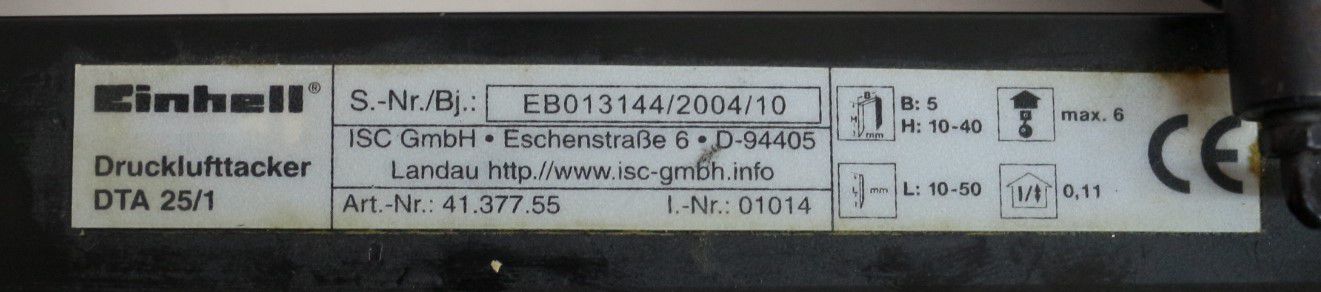 Einhell®
Drucklufttacker
DTA 25/1
S.-Nr./Bj.: EB013144/2004/10
ISC GmbH • Eschenstraße 6 • D-94405
Landau http.//www.isc-gmbh.info
Art.-Nr.: 41.377.55 I.-Nr.: 01014
B: 5
H: 10-40
mm
max. 6
L: 10-50
mm
0,11
CE